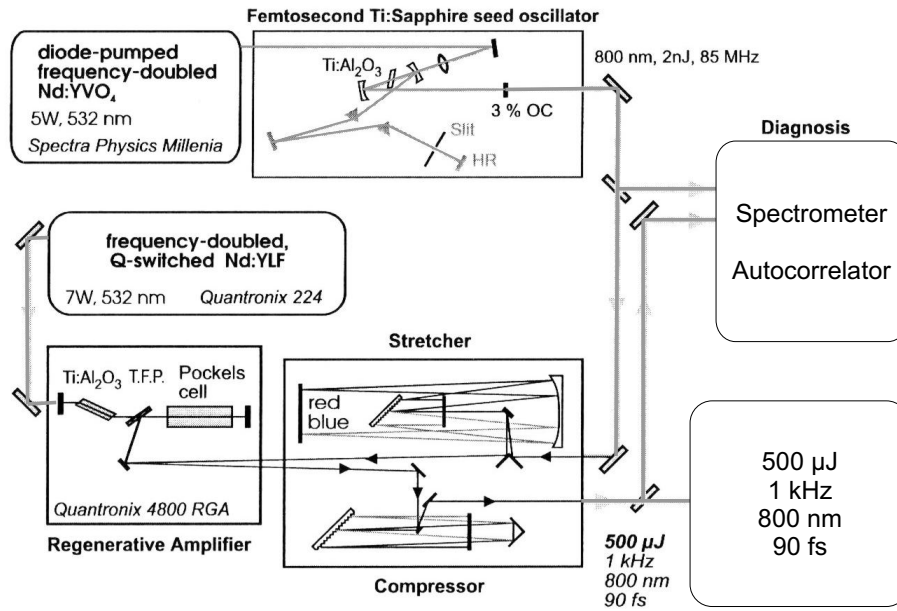 Femtosecond Ti:Sapphire seed oscillator
diode-pumped
frequency-doubled
Nd:YVO₄
5W, 532 nm
Spectra Physics Millenia
Ti:Al₂O₃
3 % OC
Slit
HR
800 nm, 2nJ, 85 MHz
Diagnosis
Spectrometer
Autocorrelator
frequency-doubled,
Q-switched Nd:YLF
7W, 532 nm Quantronix 224
Stretcher
Ti:Al₂O₃ T.F.P. Pockels
cell
red
blue
Quantronix 4800 RGA
Regenerative Amplifier
Compressor
500 µJ
1 kHz
800 nm
90 fs
500 µJ
1 kHz
800 nm
90 fs